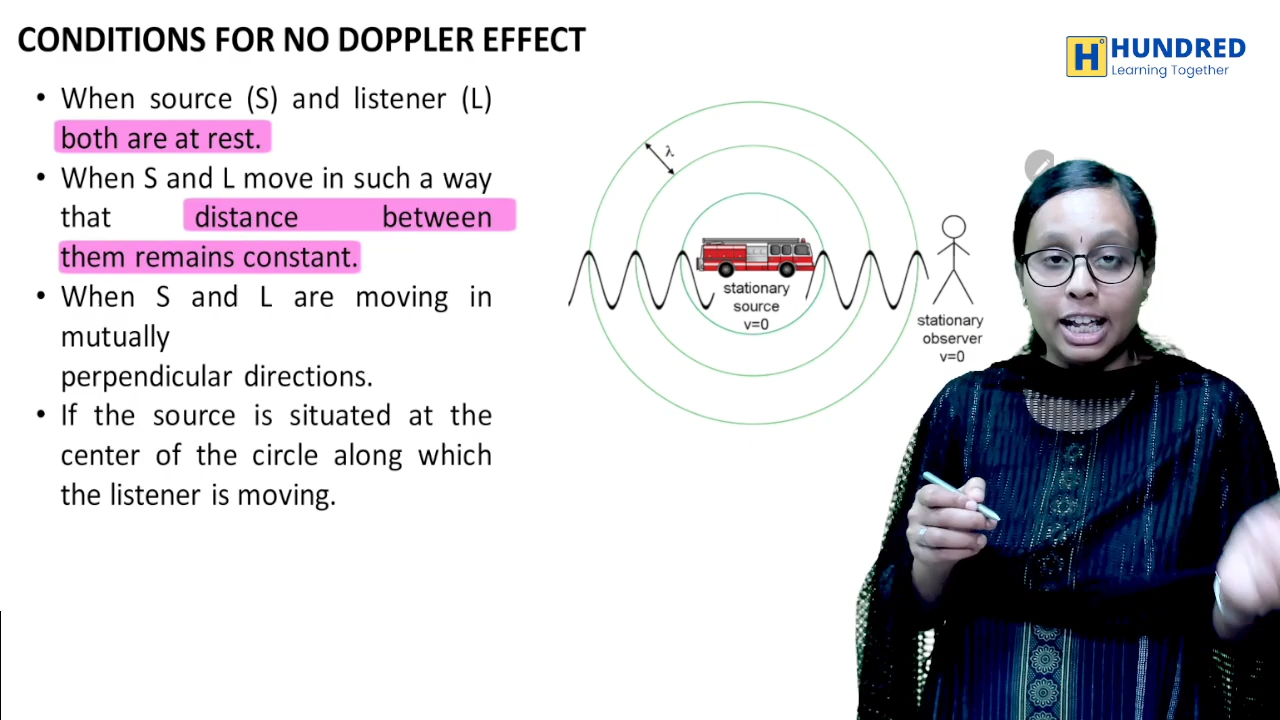 CONDITIONS FOR NO DOPPLER EFFECT
H° HUNDRED
Learning Together
• When source (S) and listener (L)
both are at rest.
• When S and L move in such a way
that distance between
them remains constant.
• When S and L are moving in
mutually
perpendicular directions.
• If the source is situated at the
center of the circle along which
the listener is moving.
λ
stationary
source
v=0
stationary
observer
v=0